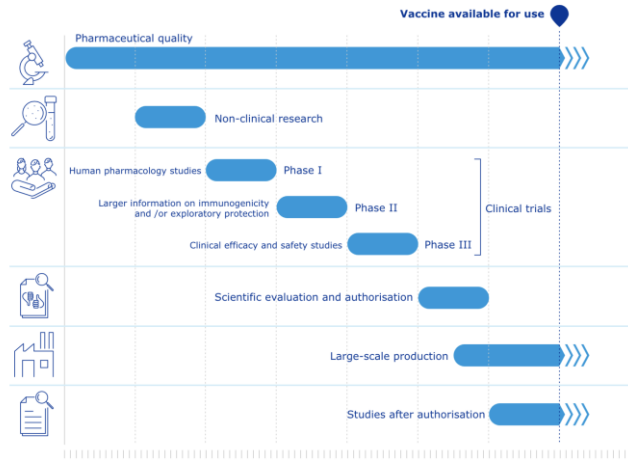 Vaccine available for use
Pharmaceutical quality
Non-clinical research
Human pharmacology studies
Phase I
Larger information on immunogenicity
and /or exploratory protection
Phase II
Clinical trials
Clinical efficacy and safety studies
Phase III
Scientific evaluation and authorisation
Large-scale production
Studies after authorisation